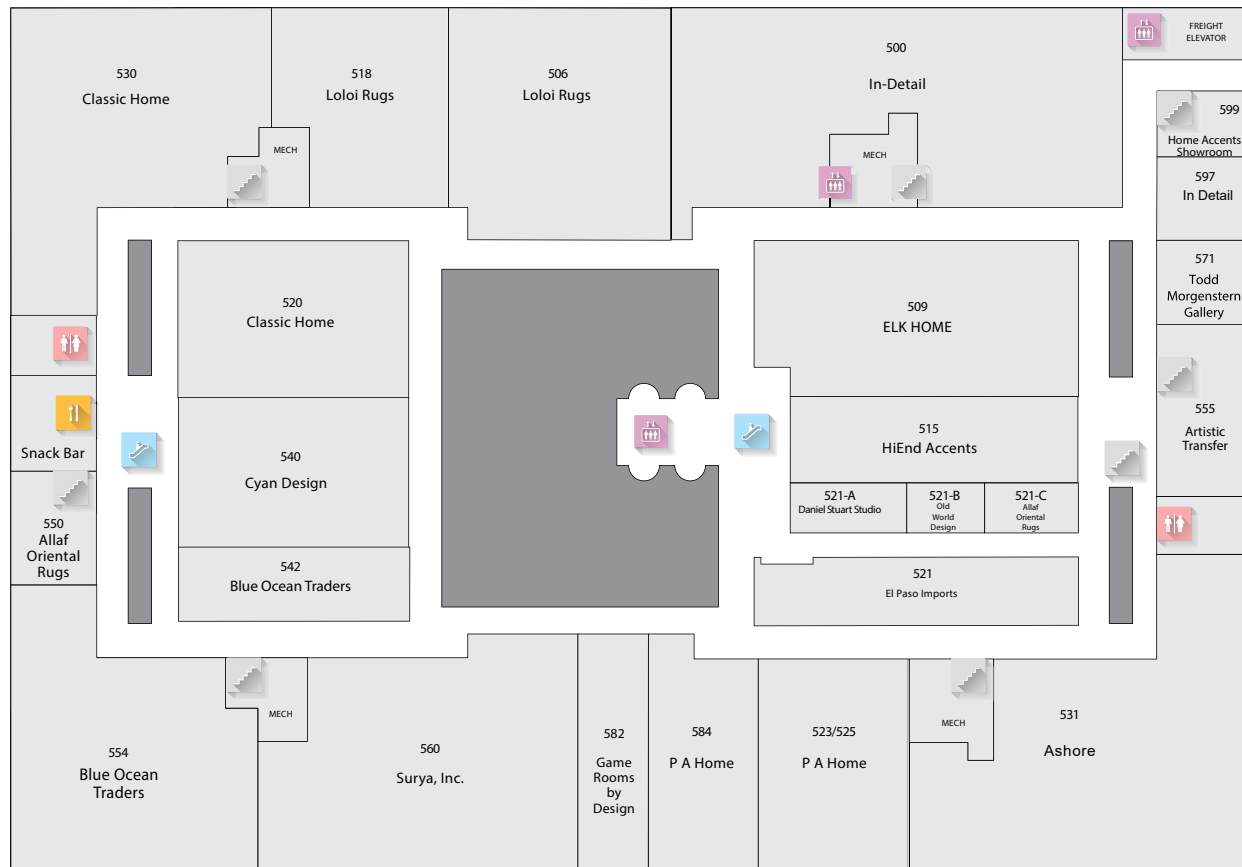 530
Classic Home
518
Loloi Rugs
506
Loloi Rugs
500
In-Detail
FREIGHT
ELEVATOR
MECH
MECH
599
Home Accents
Showroom
597
In Detail
571
Todd
Morgenstern
Gallery
520
Classic Home
509
ELK HOME
555
Artistic
Transfer
Snack Bar
540
Cyan Design
515
HiEnd Accents
521-A
Daniel Stuart Studio
521-B
Old
World
Design
521-C
Allaf
Oriental
Rugs
550
Allaf
Oriental
Rugs
542
Blue Ocean Traders
521
El Paso Imports
MECH
MECH
554
Blue Ocean
Traders
560
Surya, Inc.
582
Game
Rooms
by
Design
584
P A Home
523/525
P A Home
531
Ashore